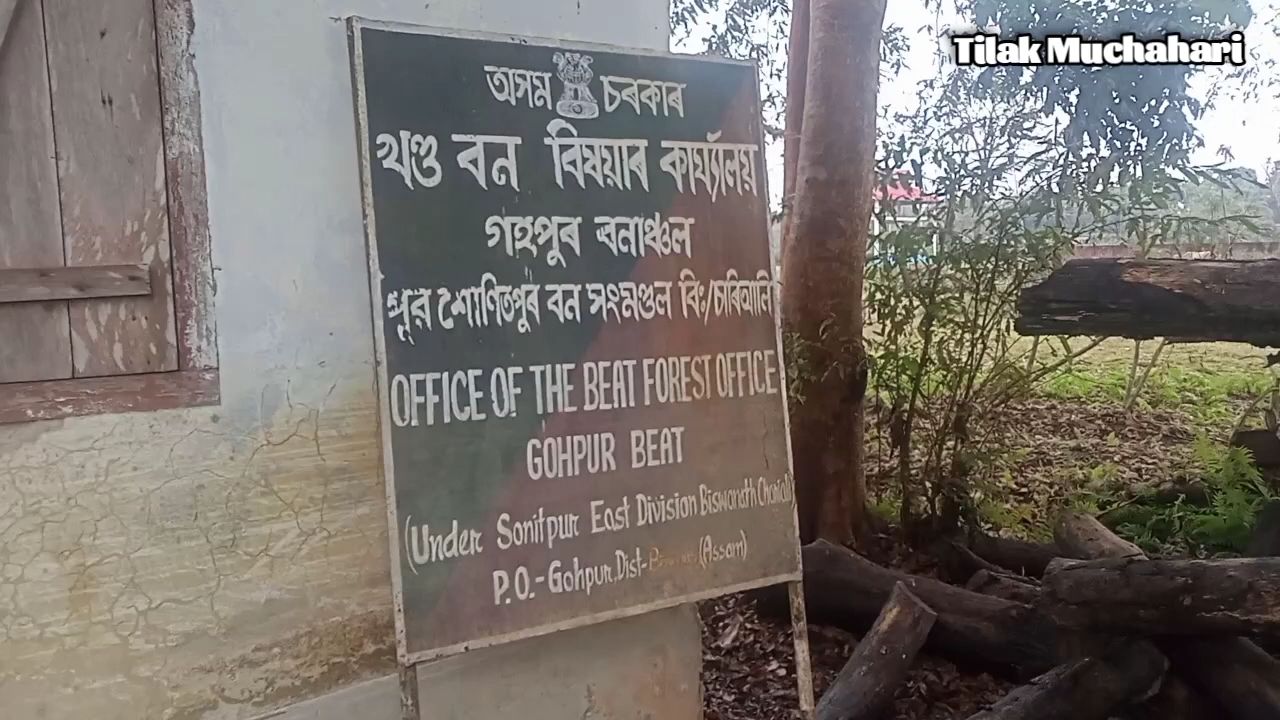 Tilak Muchahari
অসম চৰকাৰ
খণ্ড বন বিষয়াৰ কাৰ্য্যালয়
গহপুৰ বনাঞ্চল
পূৱ শোণিতপুৰ বন সংমণ্ডল বিঃ/চাৰিআলি
OFFICE OF THE BEAT FOREST OFFICE
GOHPUR BEAT
(Under Sonitpur East Division Biswanath Chariali)
P.O.-Gohpur, Dist- (Assam)